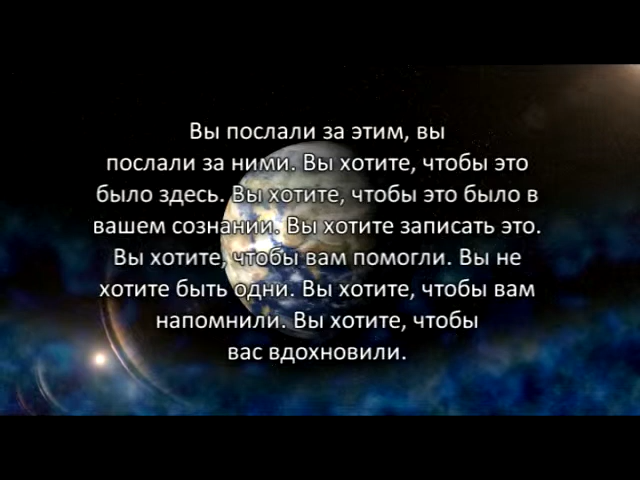 Вы послали за этим, вы
послали за ними. Вы хотите, чтобы это
было здесь. Вы хотите, чтобы это было в
вашем сознании. Вы хотите записать это.
Вы хотите, чтобы вам помогли. Вы не
хотите быть одни. Вы хотите, чтобы вам
напомнили. Вы хотите, чтобы
вас вдохновили.